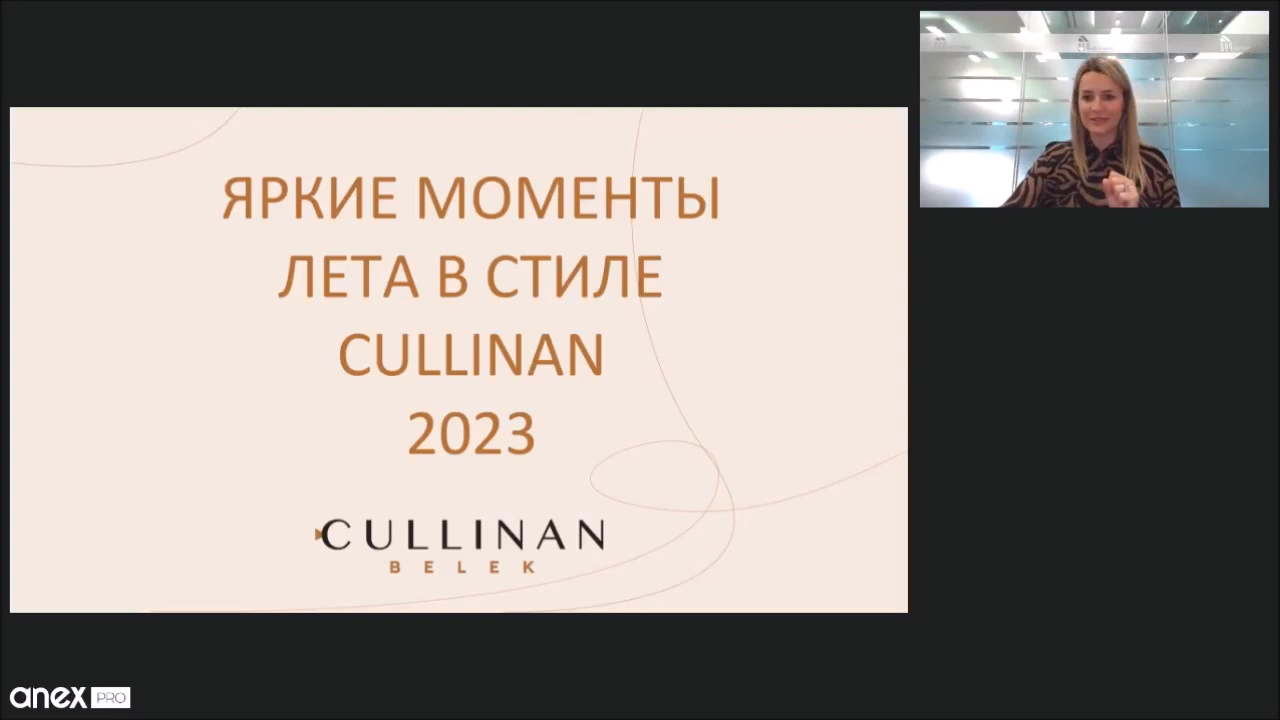 ЯРКИЕ МОМЕНТЫ
ЛЕТА В СТИЛЕ
CULLINAN
2023
CULLINAN
BELEK
anex PRO